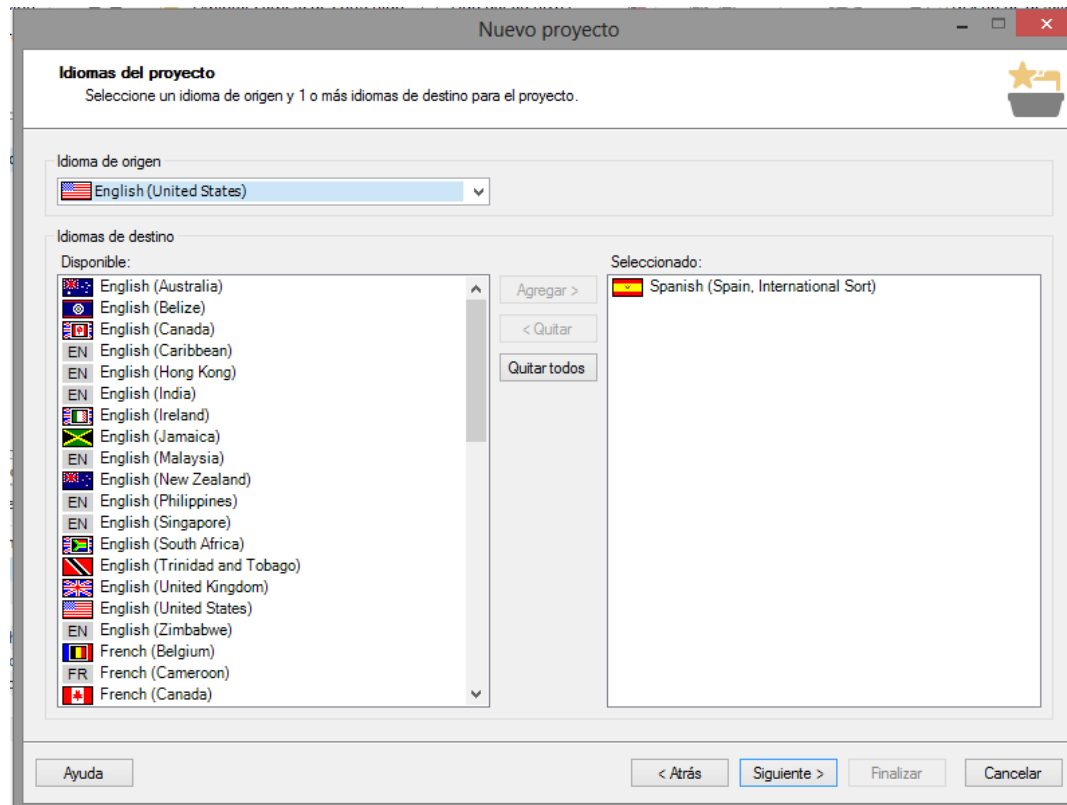 Nuevo proyecto
Idiomas del proyecto
Seleccione un idioma de origen y 1 o más idiomas de destino para el proyecto.
Idioma de origen
English (United States)
Idiomas de destino
Disponible:
English (Australia)
English (Belize)
English (Canada)
EN English (Caribbean)
EN English (Hong Kong)
EN English (India)
English (Ireland)
English (Jamaica)
EN English (Malaysia)
English (New Zealand)
EN English (Philippines)
EN English (Singapore)
English (South Africa)
English (Trinidad and Tobago)
English (United Kingdom)
English (United States)
EN English (Zimbabwe)
French (Belgium)
FR French (Cameroon)
French (Canada)
Agregar >
< Quitar
Quitar todos
Seleccionado:
Spanish (Spain, International Sort)
Ayuda
< Atrás
Siguiente >
Finalizar
Cancelar